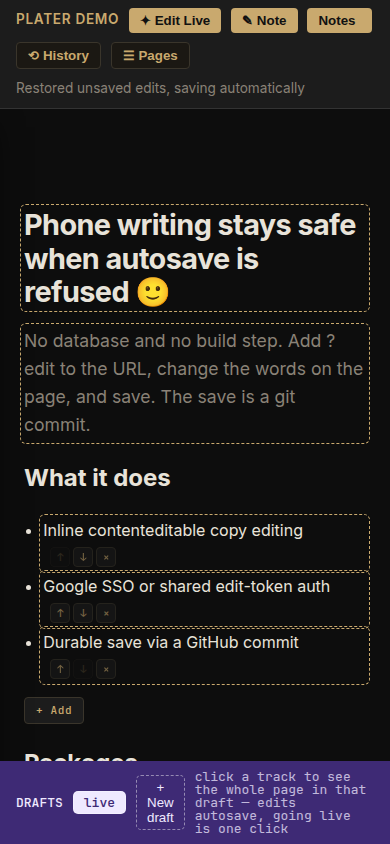 PLATER DEMO ✦ Edit Live ✎ Note Notes
⟲ History ☰ Pages
Restored unsaved edits, saving automatically
Phone writing stays safe
when autosave is
refused 🙂
No database and no build step. Add ?
edit to the URL, change the words on the
page, and save. The save is a git
commit.
What it does
• Inline contenteditable copy editing
↑ ↓ ×
• Google SSO or shared edit-token auth
↑ ↓ ×
• Durable save via a GitHub commit
↑ ↓ ×
+ Add
Packages
DRAFTS live
+
New
draft
click a track to see
the whole page in that
draft — edits
autosave, going live
is one click